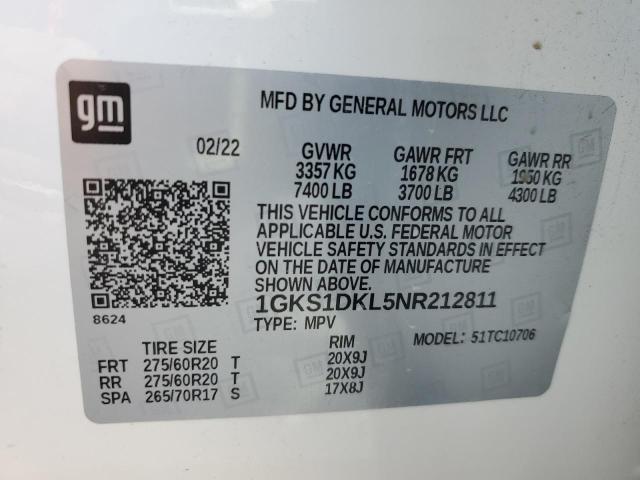 gm
MFD BY GENERAL MOTORS LLC
02/22 GVWR GAWR FRT GAWR RR
3357 KG 1678 KG 1950 KG
7400 LB 3700 LB 4300 LB
THIS VEHICLE CONFORMS TO ALL
APPLICABLE U.S. FEDERAL MOTOR
VEHICLE SAFETY STANDARDS IN EFFECT
ON THE DATE OF MANUFACTURE
SHOWN ABOVE.
1GKS1DKL5NR212811
8624
TYPE: MPV MODEL: 51TC10706
TIRE SIZE RIM
FRT 275/60R20 T 20X9J
RR 275/60R20 T 20X9J
SPA 265/70R17 S 17X8J